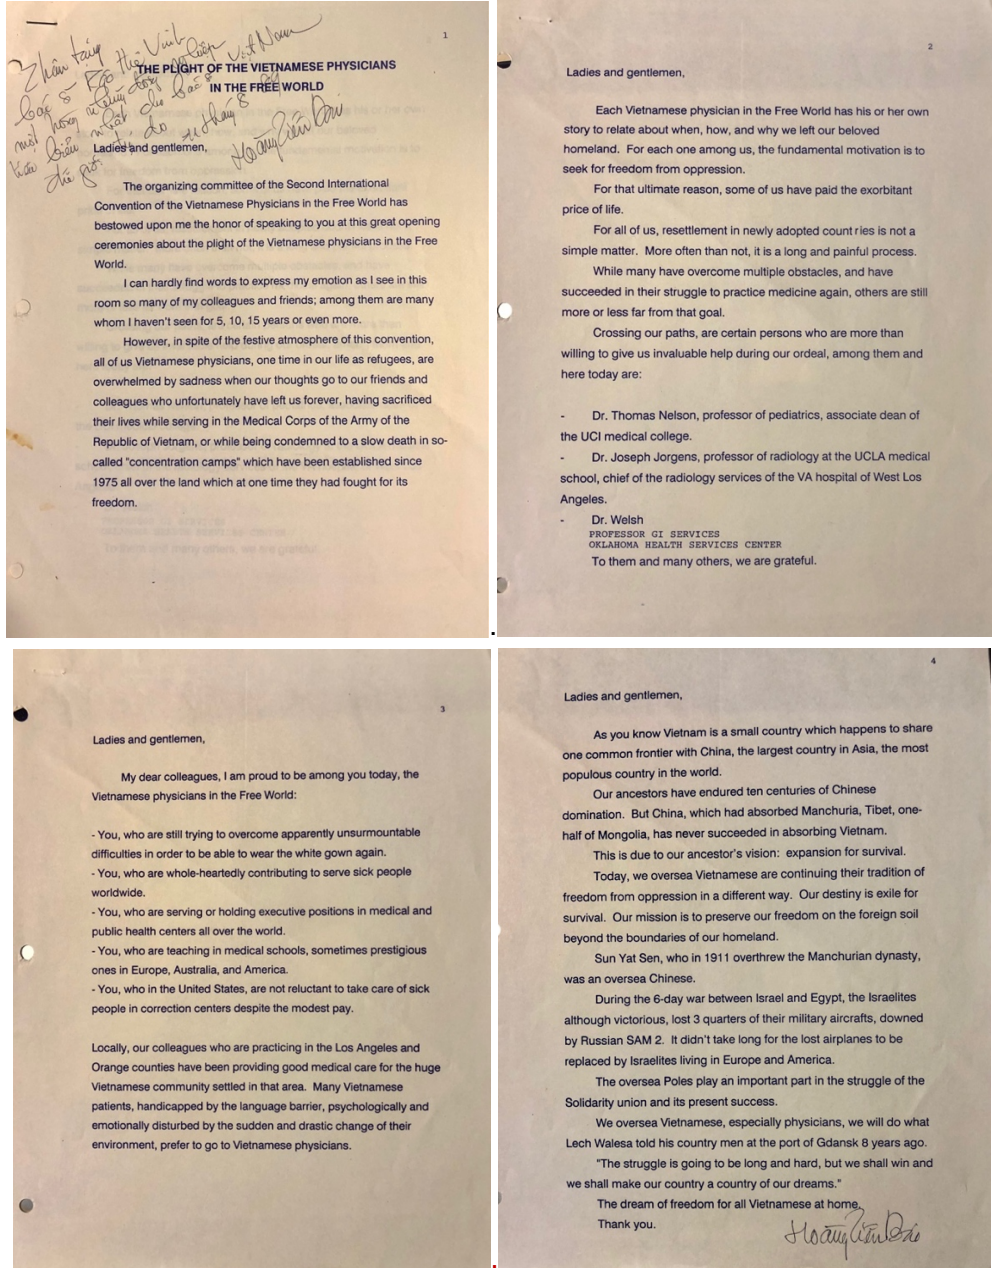 1
Thân tặng
Bác sĩ Thế Vinh
một trong những đồng nghiệp Việt Nam
tiêu biểu nhất cho Bác sĩ
thế giới tự do
tháng 8
Hoàng Tiến Bảo
THE PLIGHT OF THE VIETNAMESE PHYSICIANS
IN THE FREE WORLD
Ladies and gentlemen,
The organizing committee of the Second International
Convention of the Vietnamese Physicians in the Free World has
bestowed upon me the honor of speaking to you at this great opening
ceremonies about the plight of the Vietnamese physicians in the Free
World.
I can hardly find words to express my emotion as I see in this
room so many of my colleagues and friends; among them are many
whom I haven't seen for 5, 10, 15 years or even more.
However, in spite of the festive atmosphere of this convention,
all of us Vietnamese physicians, one time in our life as refugees, are
overwhelmed by sadness when our thoughts go to our friends and
colleagues who unfortunately have left us forever, having sacrificed
their lives while serving in the Medical Corps of the Army of the
Republic of Vietnam, or while being condemned to a slow death in so-
called "concentration camps" which have been established since
1975 all over the land which at one time they had fought for its
freedom.
2
Ladies and gentlemen,
Each Vietnamese physician in the Free World has his or her own
story to relate about when, how, and why we left our beloved
homeland. For each one among us, the fundamental motivation is to
seek for freedom from oppression.
For that ultimate reason, some of us have paid the exorbitant
price of life.
For all of us, resettlement in newly adopted countries is not a
simple matter. More often than not, it is a long and painful process.
While many have overcome multiple obstacles, and have
succeeded in their struggle to practice medicine again, others are still
more or less far from that goal.
Crossing our paths, are certain persons who are more than
willing to give us invaluable help during our ordeal, among them and
here today are:
- Dr. Thomas Nelson, professor of pediatrics, associate dean of
the UCI medical college.
- Dr. Joseph Jorgens, professor of radiology at the UCLA medical
school, chief of the radiology services of the VA hospital of West Los
Angeles.
- Dr. Welsh
PROFESSOR GI SERVICES
OKLAHOMA HEALTH SERVICES CENTER
To them and many others, we are grateful.
3
Ladies and gentlemen,
My dear colleagues, I am proud to be among you today, the
Vietnamese physicians in the Free World:
- You, who are still trying to overcome apparently unsurmountable
difficulties in order to be able to wear the white gown again.
- You, who are whole-heartedly contributing to serve sick people
worldwide.
- You, who are serving or holding executive positions in medical and
public health centers all over the world.
- You, who are teaching in medical schools, sometimes prestigious
ones in Europe, Australia, and America.
- You, who in the United States, are not reluctant to take care of sick
people in correction centers despite the modest pay.
Locally, our colleagues who are practicing in the Los Angeles and
Orange counties have been providing good medical care for the huge
Vietnamese community settled in that area. Many Vietnamese
patients, handicapped by the language barrier, psychologically and
emotionally disturbed by the sudden and drastic change of their
environment, prefer to go to Vietnamese physicians.
4
Ladies and gentlemen,
As you know Vietnam is a small country which happens to share
one common frontier with China, the largest country in Asia, the most
populous country in the world.
Our ancestors have endured ten centuries of Chinese
domination. But China, which had absorbed Manchuria, Tibet, one-
half of Mongolia, has never succeeded in absorbing Vietnam.
This is due to our ancestor's vision: expansion for survival.
Today, we oversea Vietnamese are continuing their tradition of
freedom from oppression in a different way. Our destiny is exile for
survival. Our mission is to preserve our freedom on the foreign soil
beyond the boundaries of our homeland.
Sun Yat Sen, who in 1911 overthrew the Manchurian dynasty,
was an oversea Chinese.
During the 6-day war between Israel and Egypt, the Israelites
although victorious, lost 3 quarters of their military aircrafts, downed
by Russian SAM 2. It didn't take long for the lost airplanes to be
replaced by Israelites living in Europe and America.
The oversea Poles play an important part in the struggle of the
Solidarity union and its present success.
We oversea Vietnamese, especially physicians, we will do what
Lech Walesa told his country men at the port of Gdansk 8 years ago.
"The struggle is going to be long and hard, but we shall win and
we shall make our country a country of our dreams."
The dream of freedom for all Vietnamese at home.
Thank you.
Hoàng Tiến Bảo